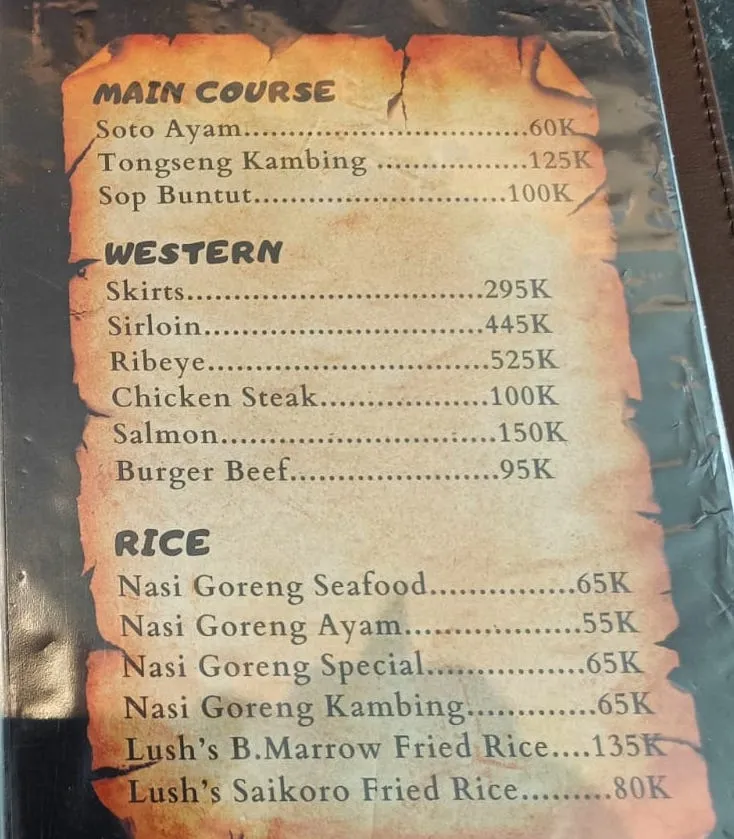 MAIN COURSE
Soto Ayam................................60K
Tongseng Kambing .................125K
Sop Buntut............................100K
WESTERN
Skirts.................................295K
Sirloin...............................445K
Ribeye...............................525K
Chicken Steak...................100K
Salmon...............................150K
Burger Beef.......................95K
RICE
Nasi Goreng Seafood................65K
Nasi Goreng Ayam...................55K
Nasi Goreng Special.................65K
Nasi Goreng Kambing..............65K
Lush's B.Marrow Fried Rice....135K
Lush's Saikoro Fried Rice.........80K